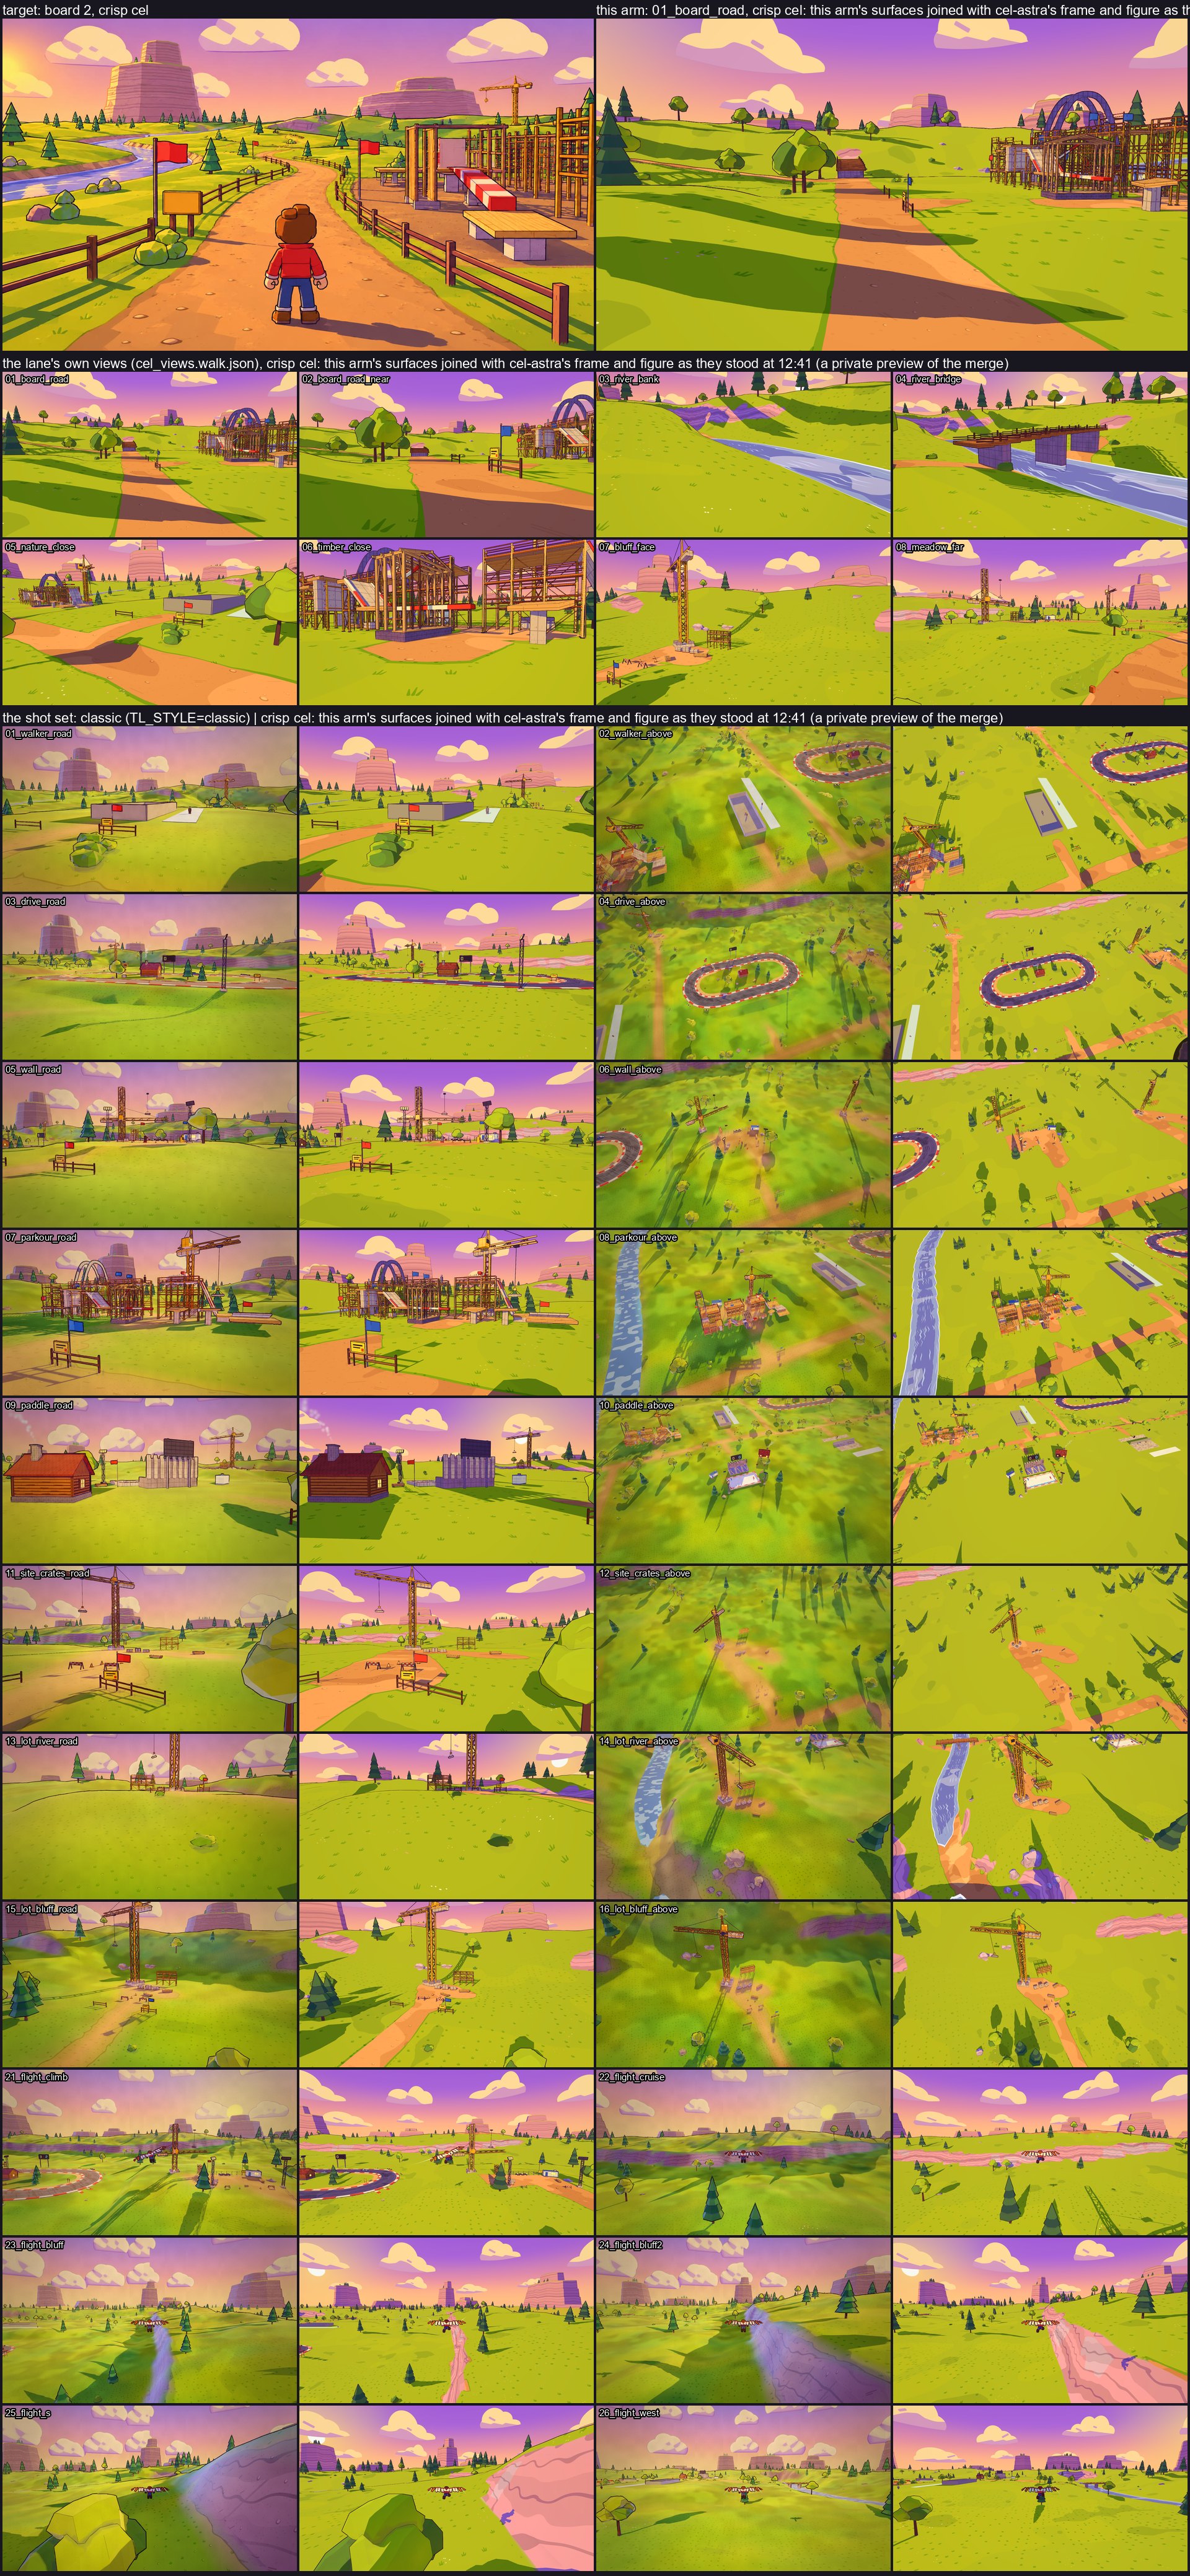 target: board 2, crisp cel
this arm: 01_board_road, crisp cel: this arm's surfaces joined with cel-astra's frame and figure as th
the lane's own views (cel_views.walk.json), crisp cel: this arm's surfaces joined with cel-astra's frame and figure as they stood at 12:41 (a private preview of the merge)
01_board_road
02_board_road_near
03_river_bank
04_river_bridge
05_nature_close
06_timber_close
07_bluff_face
08_meadow_far
the shot set: classic (TL_STYLE=classic) | crisp cel: this arm's surfaces joined with cel-astra's frame and figure as they stood at 12:41 (a private preview of the merge)
01_walker_road
02_walker_above
03_drive_road
04_drive_above
05_wall_road
06_wall_above
07_parkour_road
08_parkour_above
09_paddle_road
10_paddle_above
11_site_crates_road
12_site_crates_above
13_lot_river_road
14_lot_river_above
15_lot_bluff_road
16_lot_bluff_above
21_flight_climb
22_flight_cruise
23_flight_bluff
24_flight_bluff2
25_flight_s
26_flight_west